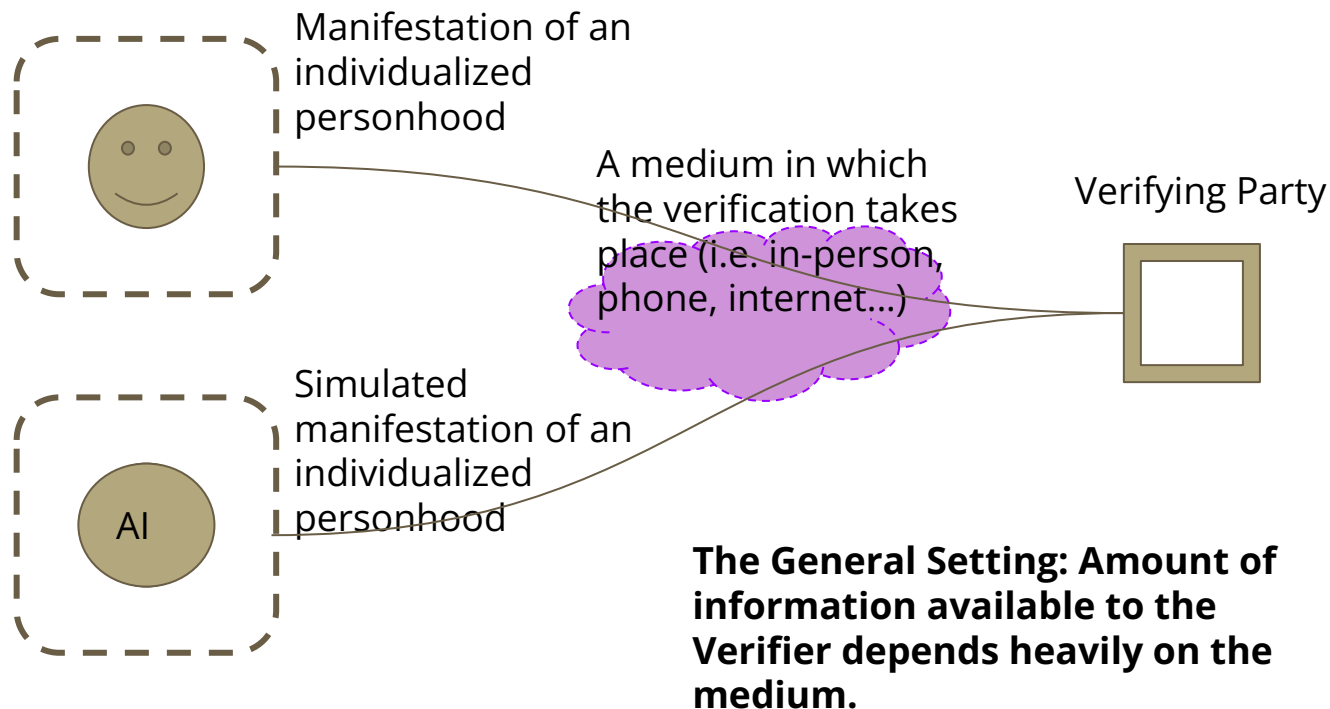 Manifestation of an
individualized
personhood
A medium in which
the verification takes
place (i.e. in-person,
phone, internet...)
Verifying Party
Simulated
manifestation of an
individualized
personhood
AI
The General Setting: Amount of
information available to the
Verifier depends heavily on the
medium.